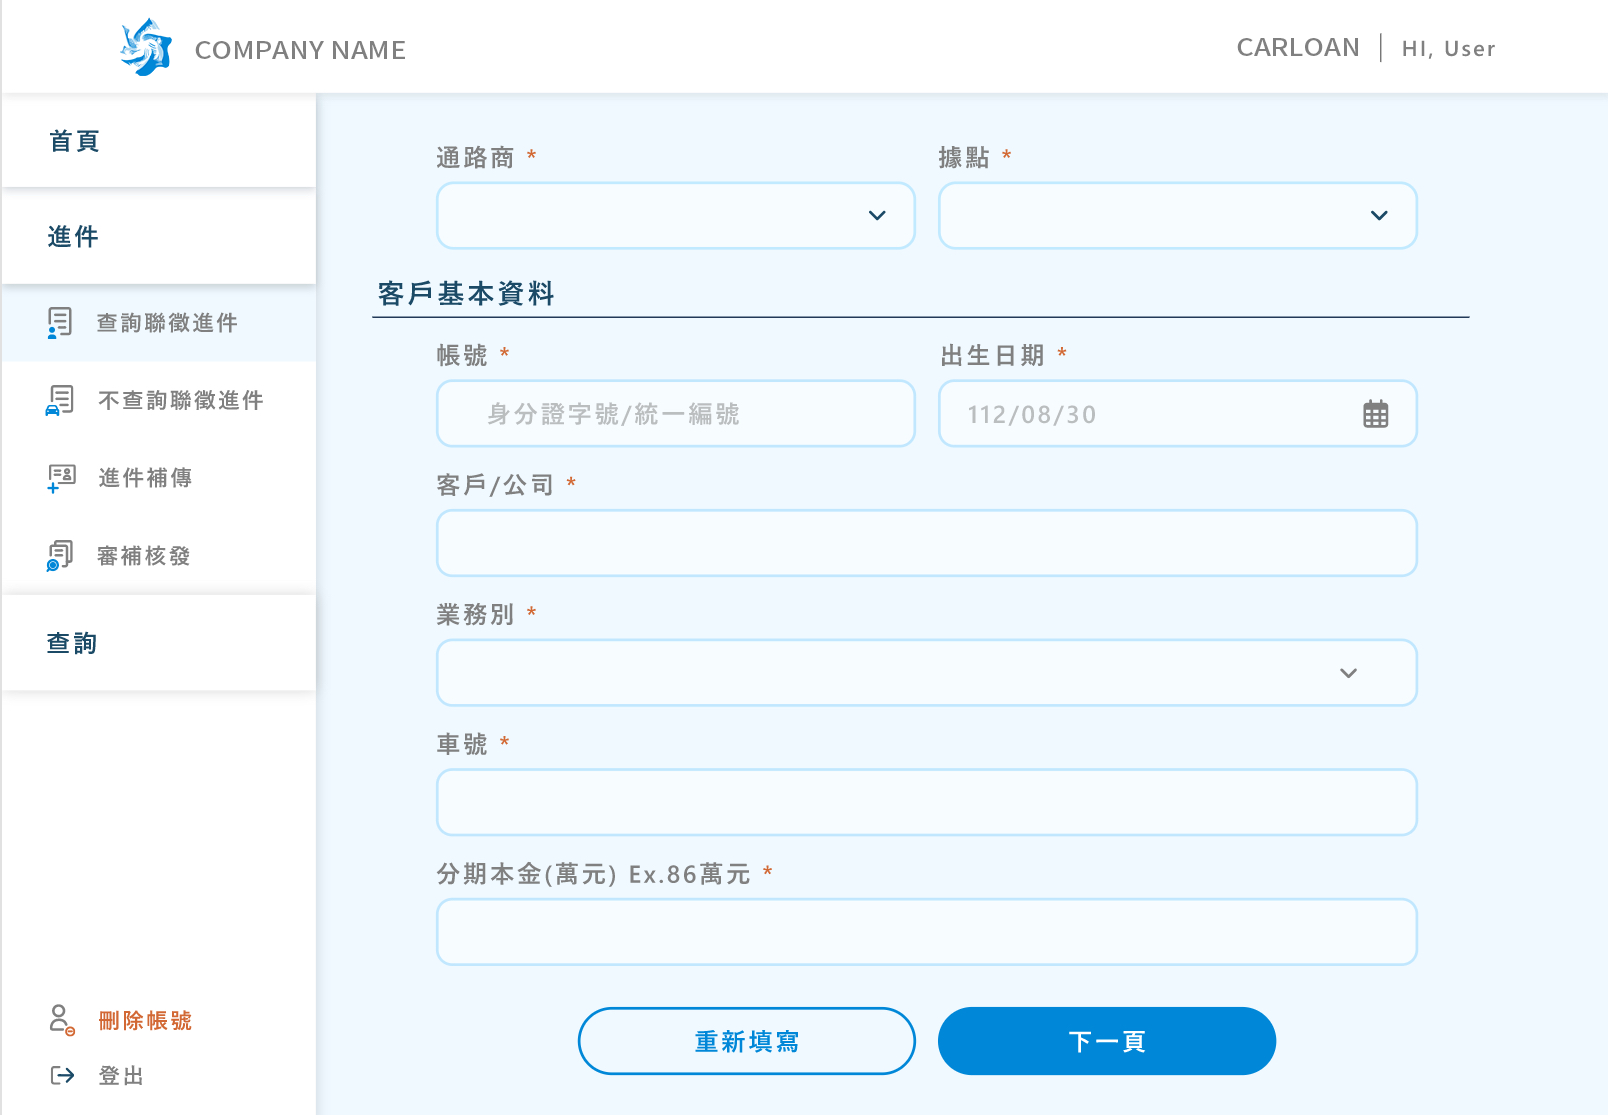 COMPANY NAME
CARLOAN | HI, User
首頁
進件
查詢聯徵進件
不查詢聯徵進件
進件補傳
審補核發
查詢
刪除帳號
登出
通路商 *
據點 *
客戶基本資料
帳號 *
出生日期 *
身分證字號/統一編號
112/08/30
客戶/公司 *
業務別 *
車號 *
分期本金(萬元) Ex.86萬元 *
重新填寫
下一頁